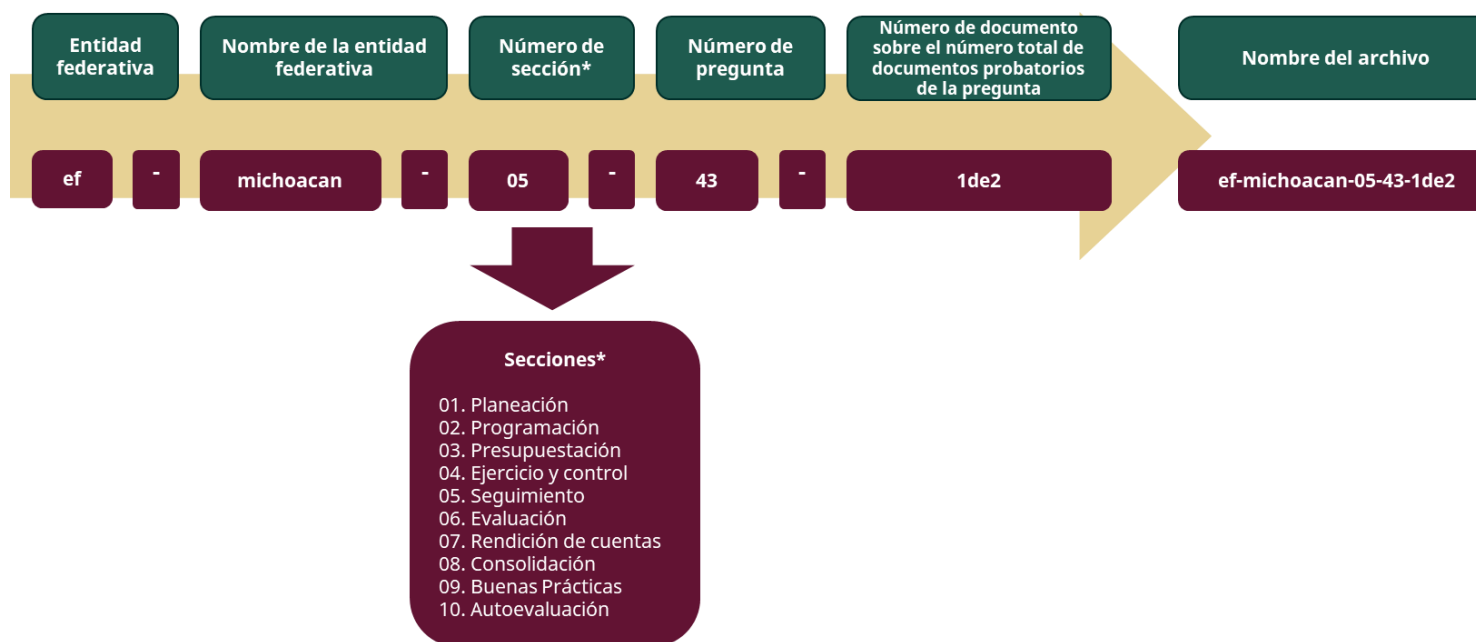 Entidad
federativa
Nombre de la entidad
federativa
Número de
sección*
Número de
pregunta
Número de documento
sobre el número total de
documentos probatorios
de la pregunta
Nombre del archivo
ef
-
michoacan
-
05
-
43
-
1de2
ef-michoacan-05-43-1de2
Secciones*
01. Planeación
02. Programación
03. Presupuestación
04. Ejercicio y control
05. Seguimiento
06. Evaluación
07. Rendición de cuentas
08. Consolidación
09. Buenas Prácticas
10. Autoevaluación